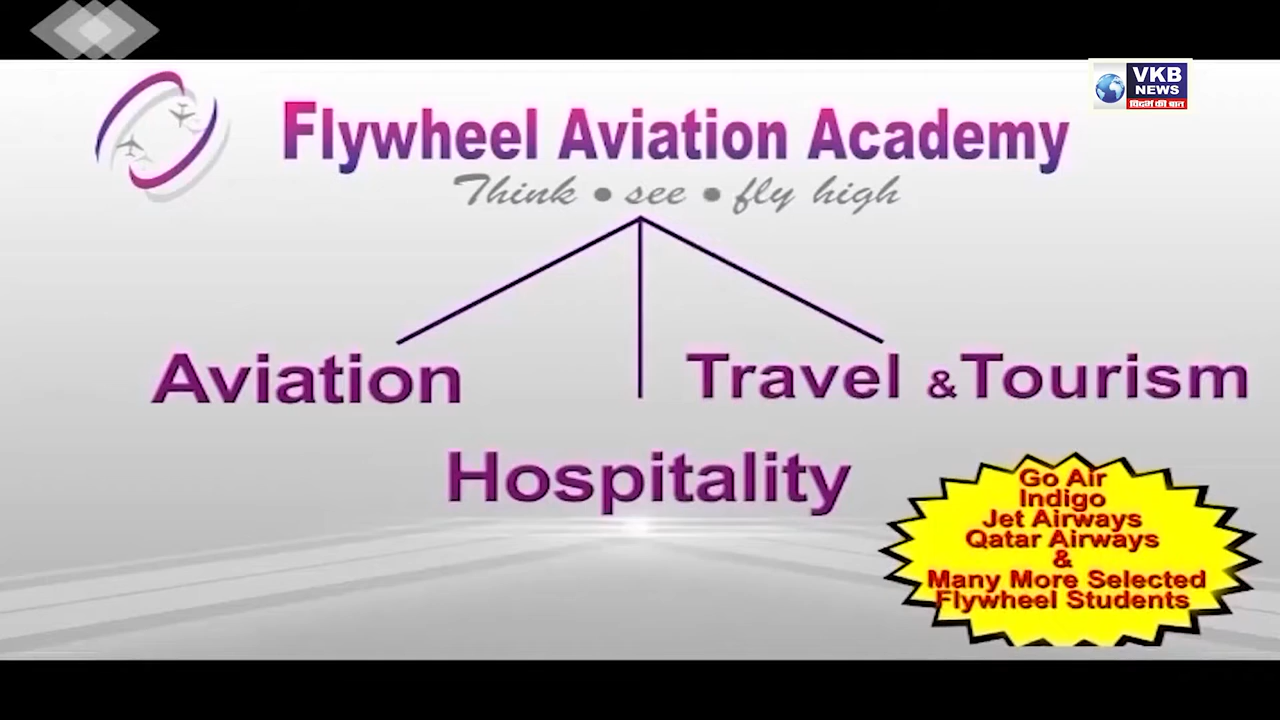 VKB
NEWS
विदर्भ की बात
Flywheel Aviation Academy
Think • see • fly high
Aviation
Travel & Tourism
Hospitality
Go Air
Indigo
Jet Airways
Qatar Airways
&
Many More Selected
Flywheel Students